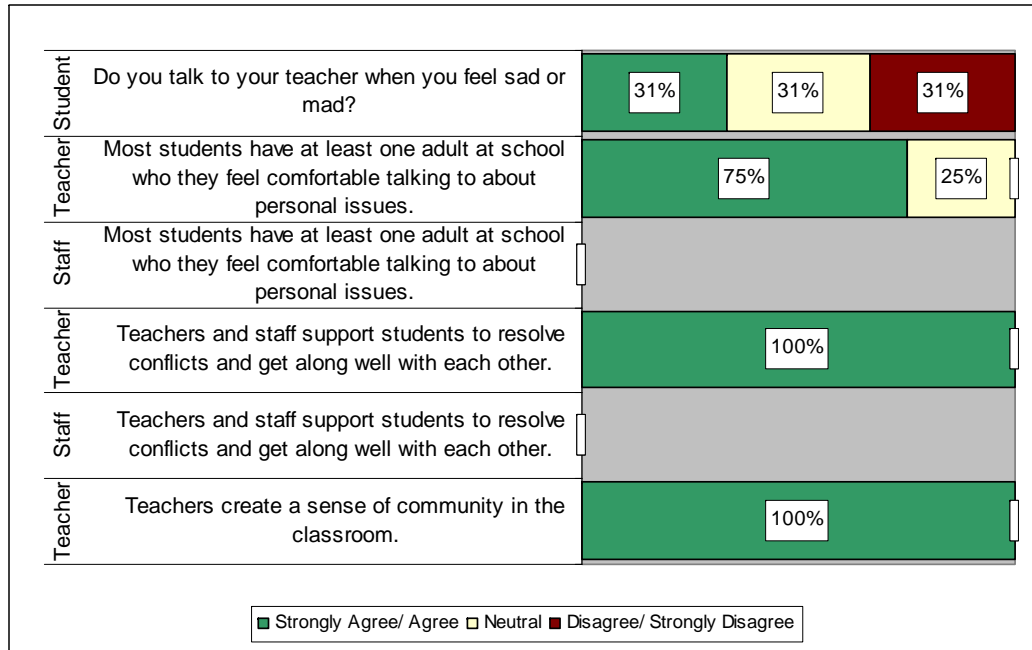 Student
Do you talk to your teacher when you feel sad or
mad?
31%
31%
31%
Teacher
Most students have at least one adult at school
who they feel comfortable talking to about
personal issues.
75%
25%
Staff
Most students have at least one adult at school
who they feel comfortable talking to about
personal issues.
Teacher
Teachers and staff support students to resolve
conflicts and get along well with each other.
100%
Staff
Teachers and staff support students to resolve
conflicts and get along well with each other.
Teacher
Teachers create a sense of community in the
classroom.
100%
Strongly Agree/ Agree
Neutral
Disagree/ Strongly Disagree